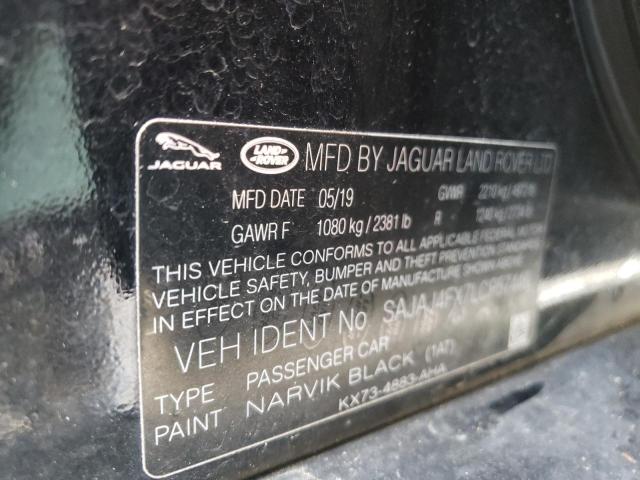 JAGUAR LAND-ROVER MFD BY JAGUAR LAND ROVER LTD
MFD DATE 05/19 GVWR
GAWR F 1080 kg / 2381 lb R
THIS VEHICLE CONFORMS TO ALL APPLICABLE FEDERAL MOTOR
VEHICLE SAFETY, BUMPER AND THEFT PREVENTION
IN EFFECT ON THE DATE OF MANUFACTURE SHOWN
VEH IDENT No
TYPE PASSENGER CAR
PAINT NARVIK BLACK (1AT)
KX73-4883-AHA